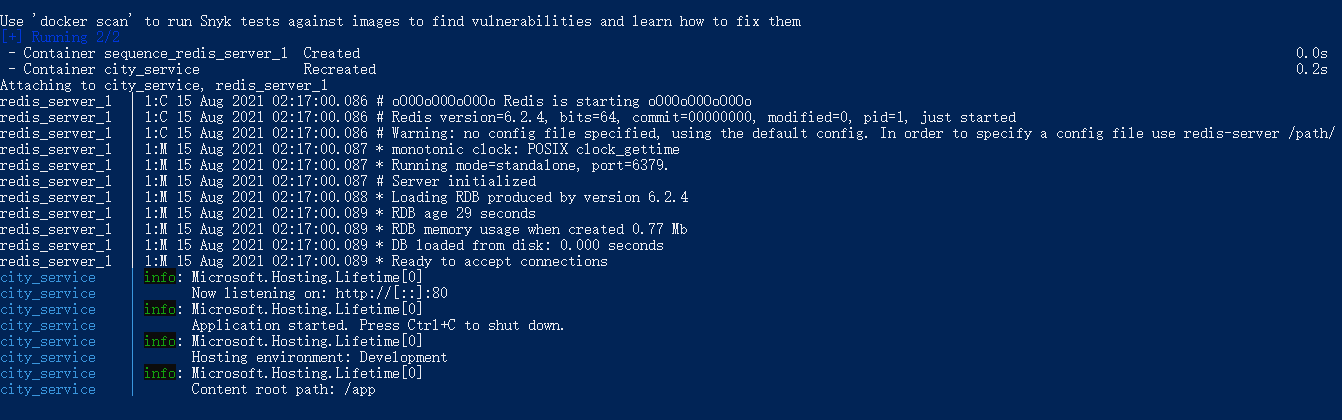 Use 'docker scan' to run Snyk tests against images to find vulnerabilities and learn how to fix them
[+] Running 2/2
 - Container sequence_redis_server_1  Created                                                                                                                            0.0s
 - Container city_service             Recreated                                                                                                                          0.2s
Attaching to city_service, redis_server_1
redis_server_1  | 1:C 15 Aug 2021 02:17:00.086 # oO0OoO0OoO0Oo Redis is starting oO0OoO0OoO0Oo
redis_server_1  | 1:C 15 Aug 2021 02:17:00.086 # Redis version=6.2.4, bits=64, commit=00000000, modified=0, pid=1, just started
redis_server_1  | 1:C 15 Aug 2021 02:17:00.086 # Warning: no config file specified, using the default config. In order to specify a config file use redis-server /path/
redis_server_1  | 1:M 15 Aug 2021 02:17:00.087 * monotonic clock: POSIX clock_gettime
redis_server_1  | 1:M 15 Aug 2021 02:17:00.087 * Running mode=standalone, port=6379.
redis_server_1  | 1:M 15 Aug 2021 02:17:00.087 # Server initialized
redis_server_1  | 1:M 15 Aug 2021 02:17:00.088 * Loading RDB produced by version 6.2.4
redis_server_1  | 1:M 15 Aug 2021 02:17:00.089 * RDB age 29 seconds
redis_server_1  | 1:M 15 Aug 2021 02:17:00.089 * RDB memory usage when created 0.77 Mb
redis_server_1  | 1:M 15 Aug 2021 02:17:00.089 * DB loaded from disk: 0.000 seconds
redis_server_1  | 1:M 15 Aug 2021 02:17:00.089 * Ready to accept connections
city_service    | info: Microsoft.Hosting.Lifetime[0]
city_service    |       Now listening on: http://[::]:80
city_service    | info: Microsoft.Hosting.Lifetime[0]
city_service    |       Application started. Press Ctrl+C to shut down.
city_service    | info: Microsoft.Hosting.Lifetime[0]
city_service    |       Hosting environment: Development
city_service    | info: Microsoft.Hosting.Lifetime[0]
city_service    |       Content root path: /app